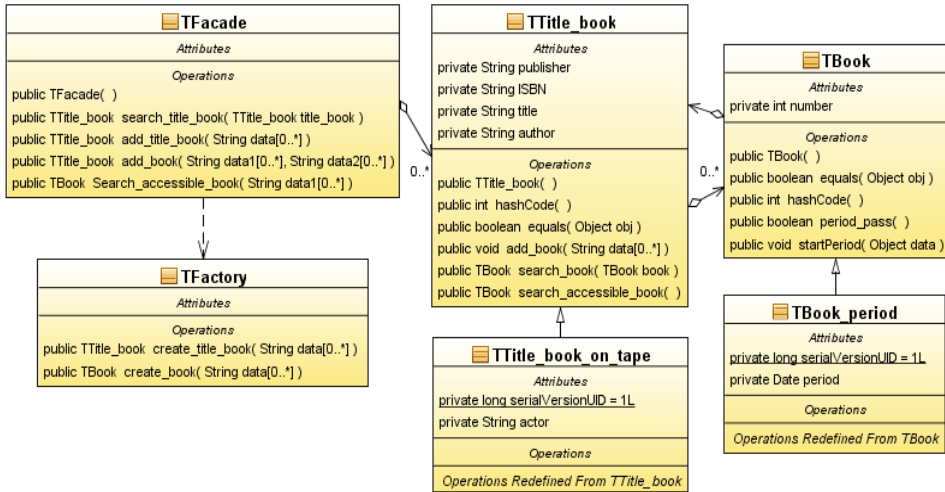 TFacade
Attributes
Operations
public TFacade( )
public TTitle_book search_title_book( TTitle_book title_book )
public TTitle_book add_title_book( String data[0..*] )
public TTitle_book add_book( String data1[0..*], String data2[0..*] )
public TBook Search_accessible_book( String data1[0..*] )
TFactory
Attributes
Operations
public TTitle_book create_title_book( String data[0..*] )
public TBook create_book( String data[0..*] )
0..*
TTitle_book
Attributes
private String publisher
private String ISBN
private String title
private String author
Operations
public TTitle_book( )
public int hashCode( )
public boolean equals( Object obj )
public void add_book( String data[0..*] )
public TBook search_book( TBook book )
public TBook search_accessible_book( )
TTitle_book_on_tape
Attributes
private long serialVersionUID = 1L
private String actor
Operations
Operations Redefined From TTitle_book
0..*
TBook
Attributes
private int number
Operations
public TBook( )
public boolean equals( Object obj )
public int hashCode( )
public boolean period_pass( )
public void startPeriod( Object data )
TBook_period
Attributes
private long serialVersionUID = 1L
private Date period
Operations
Operations Redefined From TBook